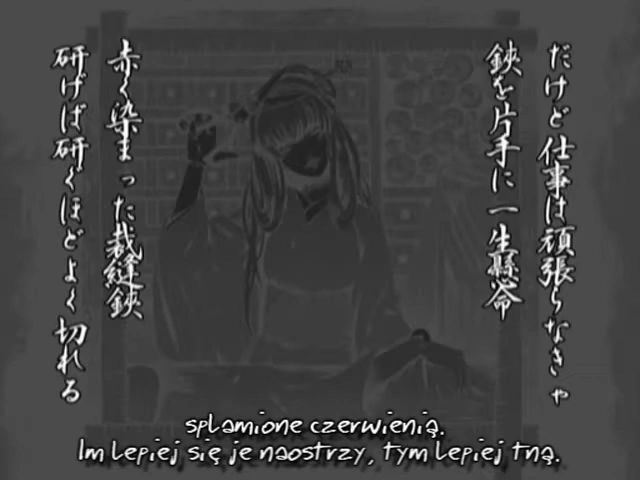 だけど仕事は頑張らなきゃ
鋏を片手に一生懸命
赤く染まった裁縫鋏
研げば研ぐほどよく切れる
splamione czerwienią.
Im lepiej się je naostrzy, tym lepiej tną.